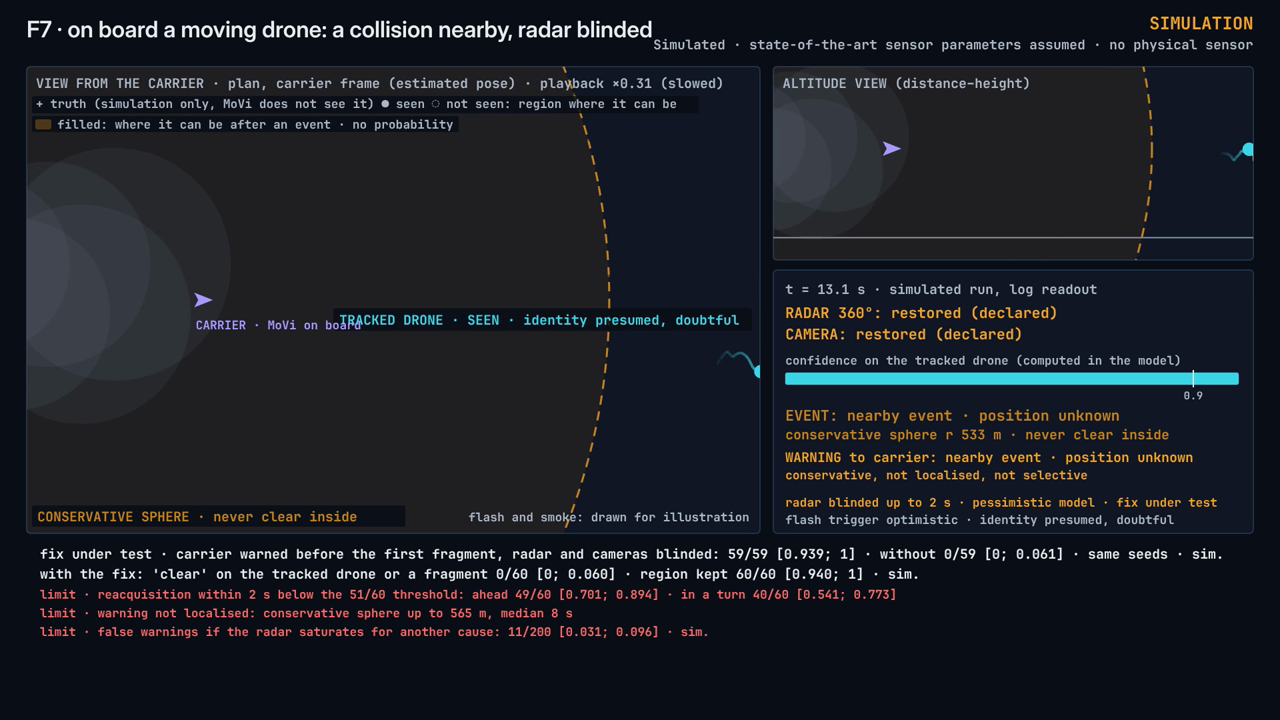 F7 · on board a moving drone: a collision nearby, radar blinded
SIMULATION
Simulated · state-of-the-art sensor parameters assumed · no physical sensor
VIEW FROM THE CARRIER · plan, carrier frame (estimated pose) · playback ×0.31 (slowed)
+ truth (simulation only, MoVi does not see it) ● seen ◌ not seen: region where it can be
filled: where it can be after an event · no probability
CARRIER · MoVi on board
TRACKED DRONE · SEEN · identity presumed, doubtful
CONSERVATIVE SPHERE · never clear inside
flash and smoke: drawn for illustration
ALTITUDE VIEW (distance-height)
t = 13.1 s · simulated run, log readout
RADAR 360°: restored (declared)
CAMERA: restored (declared)
confidence on the tracked drone (computed in the model)
0.9
EVENT: nearby event · position unknown
conservative sphere r 533 m · never clear inside
WARNING to carrier: nearby event · position unknown
conservative, not localised, not selective
radar blinded up to 2 s · pessimistic model · fix under test
flash trigger optimistic · identity presumed, doubtful
fix under test · carrier warned before the first fragment, radar and cameras blinded: 59/59 [0.939; 1] · without 0/59 [0; 0.061] · same seeds · sim.
with the fix: 'clear' on the tracked drone or a fragment 0/60 [0; 0.060] · region kept 60/60 [0.940; 1] · sim.
limit · reacquisition within 2 s below the 51/60 threshold: ahead 49/60 [0.701; 0.894] · in a turn 40/60 [0.541; 0.773]
limit · warning not localised: conservative sphere up to 565 m, median 8 s
limit · false warnings if the radar saturates for another cause: 11/200 [0.031; 0.096] · sim.